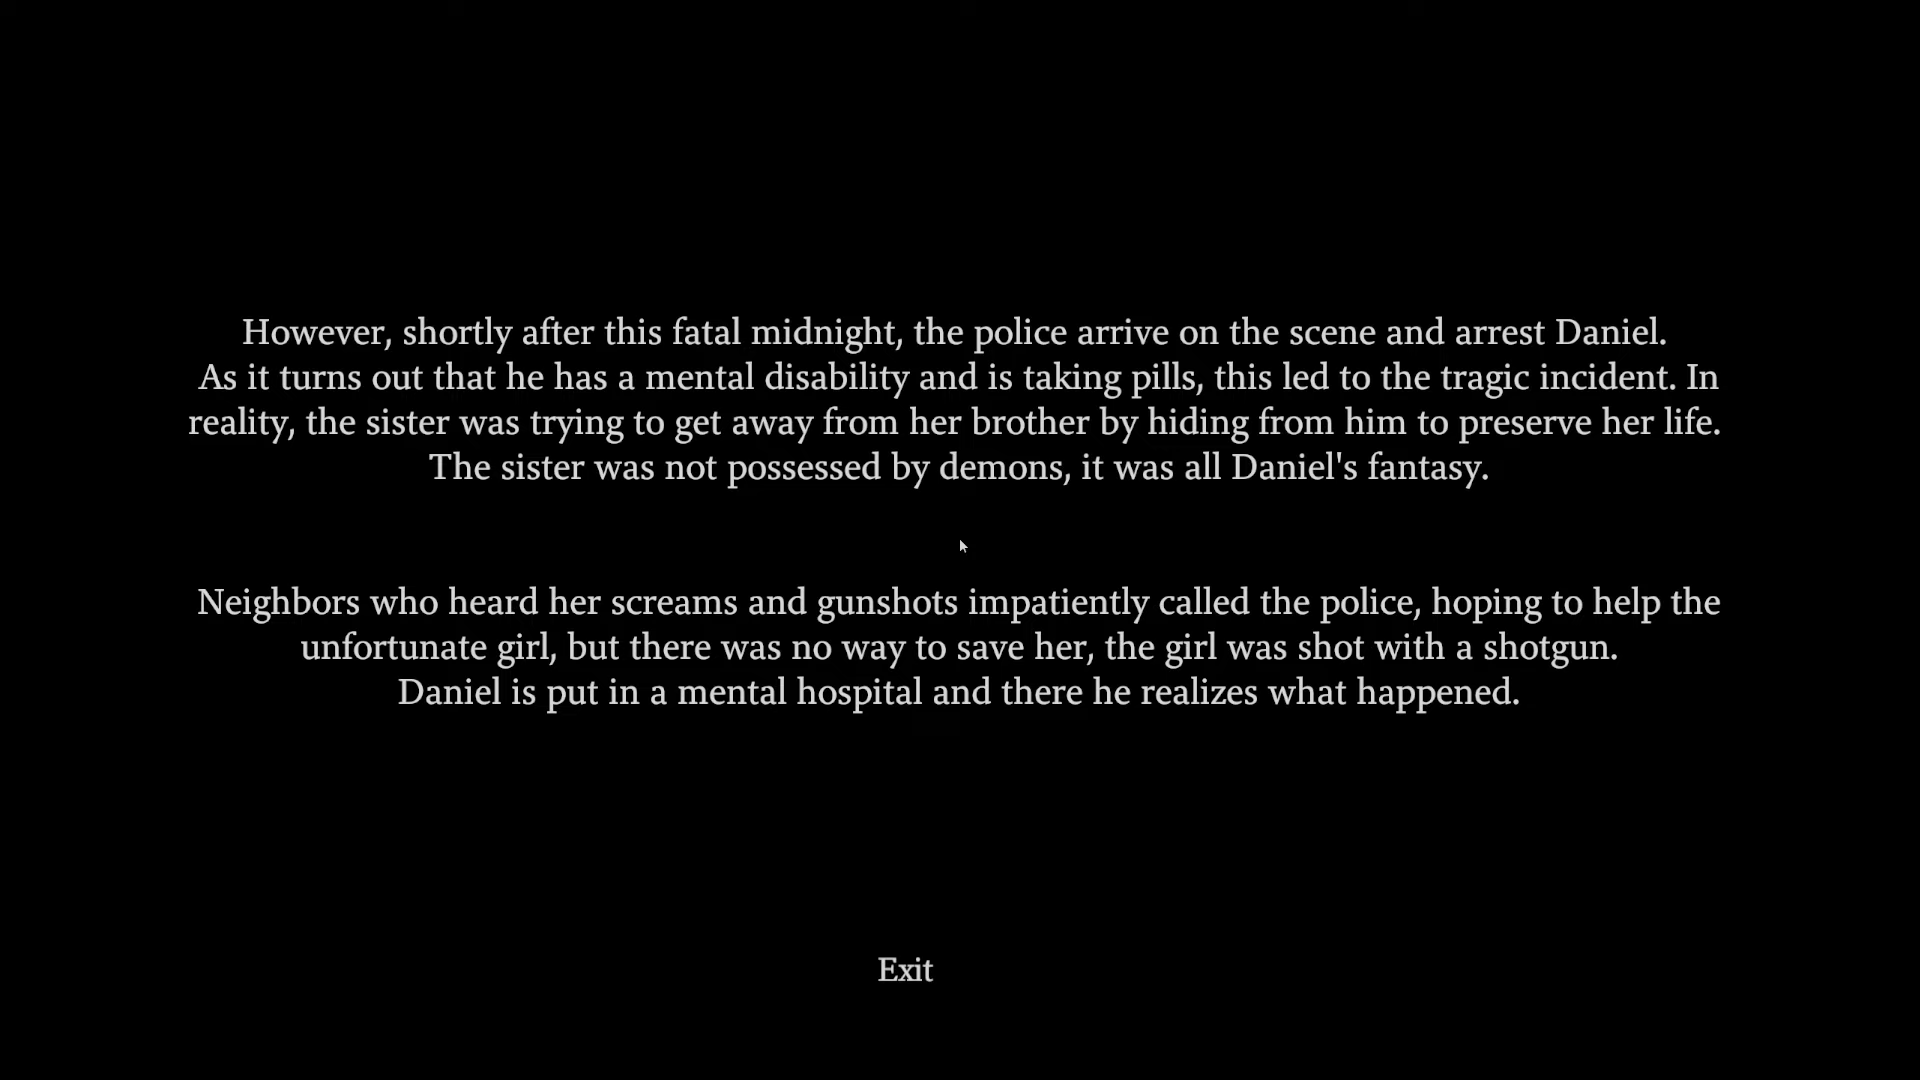 However, shortly after this fatal midnight, the police arrive on the scene and arrest Daniel.
As it turns out that he has a mental disability and is taking pills, this led to the tragic incident. In
reality, the sister was trying to get away from her brother by hiding from him to preserve her life.
The sister was not possessed by demons, it was all Daniel's fantasy.
Neighbors who heard her screams and gunshots impatiently called the police, hoping to help the
unfortunate girl, but there was no way to save her, the girl was shot with a shotgun.
Daniel is put in a mental hospital and there he realizes what happened.
Exit